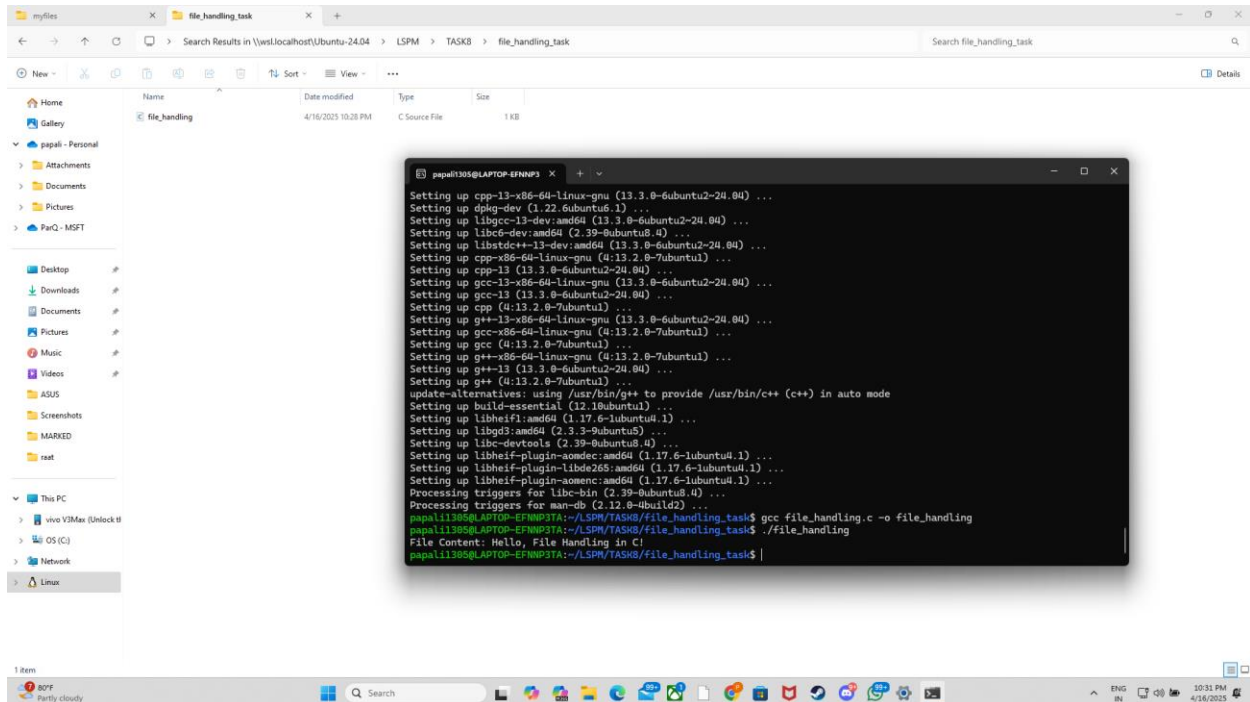 myfiles
file_handling_task
Search Results in \\wsl.localhost\Ubuntu-24.04 > LSPM > TASK8 > file_handling_task
Search file_handling_task
New
Sort
View
Details
Home
Gallery
papali - Personal
Attachments
Documents
Pictures
ParQ - MSFT
Desktop
Downloads
Documents
Pictures
Music
Videos
ASUS
Screenshots
MARKED
raat
This PC
vivo V3Max (Unlock th
OS (C:)
Network
Linux
Name Date modified Type Size
file_handling 4/16/2025 10:28 PM C Source File 1 KB
papali1305@LAPTOP-EFNNP3
Setting up cpp-13-x86-64-linux-gnu (13.3.0-6ubuntu2~24.04) ...
Setting up dpkg-dev (1.22.6ubuntu6.1) ...
Setting up libgcc-13-dev:amd64 (13.3.0-6ubuntu2~24.04) ...
Setting up libc6-dev:amd64 (2.39-0ubuntu8.4) ...
Setting up libstdc++-13-dev:amd64 (13.3.0-6ubuntu2~24.04) ...
Setting up cpp-x86-64-linux-gnu (4:13.2.0-7ubuntu1) ...
Setting up cpp-13 (13.3.0-6ubuntu2~24.04) ...
Setting up gcc-13-x86-64-linux-gnu (13.3.0-6ubuntu2~24.04) ...
Setting up gcc-13 (13.3.0-6ubuntu2~24.04) ...
Setting up cpp (4:13.2.0-7ubuntu1) ...
Setting up g++-13-x86-64-linux-gnu (13.3.0-6ubuntu2~24.04) ...
Setting up gcc-x86-64-linux-gnu (4:13.2.0-7ubuntu1) ...
Setting up gcc (4:13.2.0-7ubuntu1) ...
Setting up g++-x86-64-linux-gnu (4:13.2.0-7ubuntu1) ...
Setting up g++-13 (13.3.0-6ubuntu2~24.04) ...
Setting up g++ (4:13.2.0-7ubuntu1) ...
update-alternatives: using /usr/bin/g++ to provide /usr/bin/c++ (c++) in auto mode
Setting up build-essential (12.10ubuntu1) ...
Setting up libheif1:amd64 (1.17.6-1ubuntu4.1) ...
Setting up libgd3:amd64 (2.3.3-9ubuntu5) ...
Setting up libc-devtools (2.39-0ubuntu8.4) ...
Setting up libheif-plugin-aomdec:amd64 (1.17.6-1ubuntu4.1) ...
Setting up libheif-plugin-libde265:amd64 (1.17.6-1ubuntu4.1) ...
Setting up libheif-plugin-aomenc:amd64 (1.17.6-1ubuntu4.1) ...
Processing triggers for libc-bin (2.39-0ubuntu8.4) ...
Processing triggers for man-db (2.12.0-4build2) ...
papali1305@LAPTOP-EFNNP3TA:~/LSPM/TASK8/file_handling_task$ gcc file_handling.c -o file_handling
papali1305@LAPTOP-EFNNP3TA:~/LSPM/TASK8/file_handling_task$ ./file_handling
File Content: Hello, File Handling in C!
papali1305@LAPTOP-EFNNP3TA:~/LSPM/TASK8/file_handling_task$
1 item
80°F
Partly cloudy
Search
99+
99+
ENG
IN
10:31 PM
4/16/2025